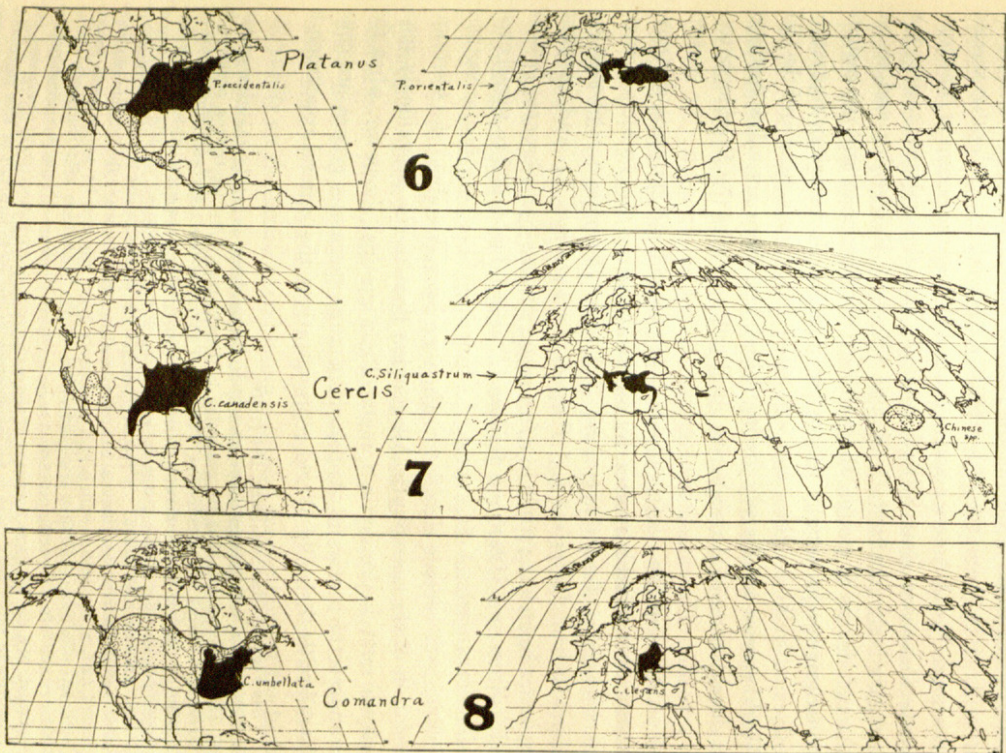 Platanus
P. occidentalis
P. orientalis →
6
C. Siliquastrum →
Cercis
C. canadensis
Chinese
spp.
7
C. umbellata
C. elegans
Comandra
8